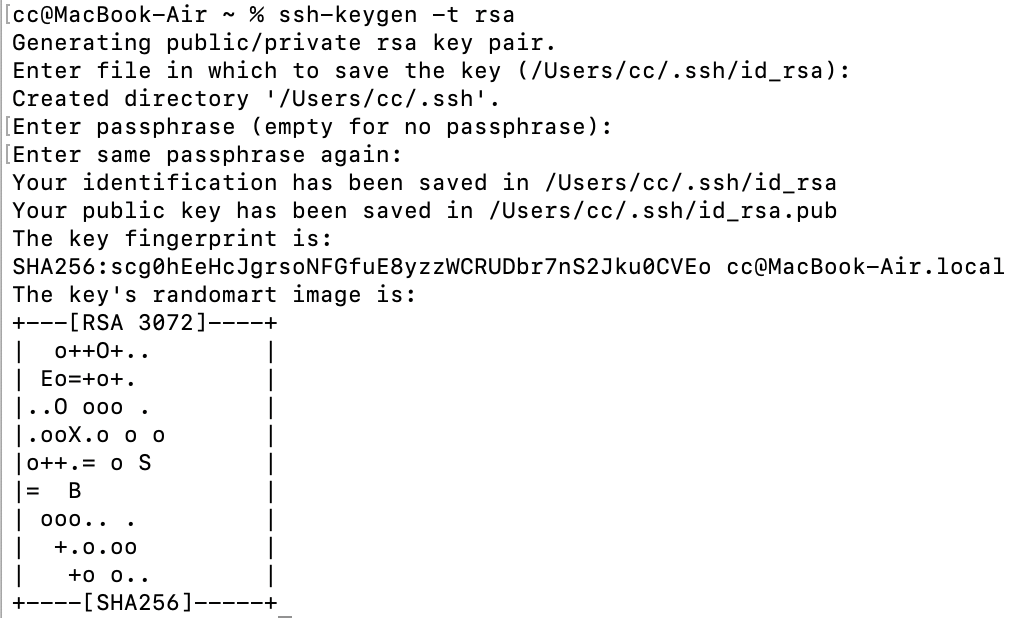 [cc@MacBook-Air ~ % ssh-keygen -t rsa
Generating public/private rsa key pair.
Enter file in which to save the key (/Users/cc/.ssh/id_rsa):
Created directory '/Users/cc/.ssh'.
[Enter passphrase (empty for no passphrase):
[Enter same passphrase again:
Your identification has been saved in /Users/cc/.ssh/id_rsa
Your public key has been saved in /Users/cc/.ssh/id_rsa.pub
The key fingerprint is:
SHA256:scg0hEeHcJgrsoNFGfuE8yzzWCRUDbr7nS2Jku0CVEo cc@MacBook-Air.local
The key's randomart image is:
+---[RSA 3072]----+
|  o++O+..        |
| Eo=+o+.         |
|..O ooo .        |
|.ooX.o o o       |
|o++.= o S        |
|=  B             |
| ooo.. .         |
|  +.o.oo         |
|   +o o..        |
+----[SHA256]-----+